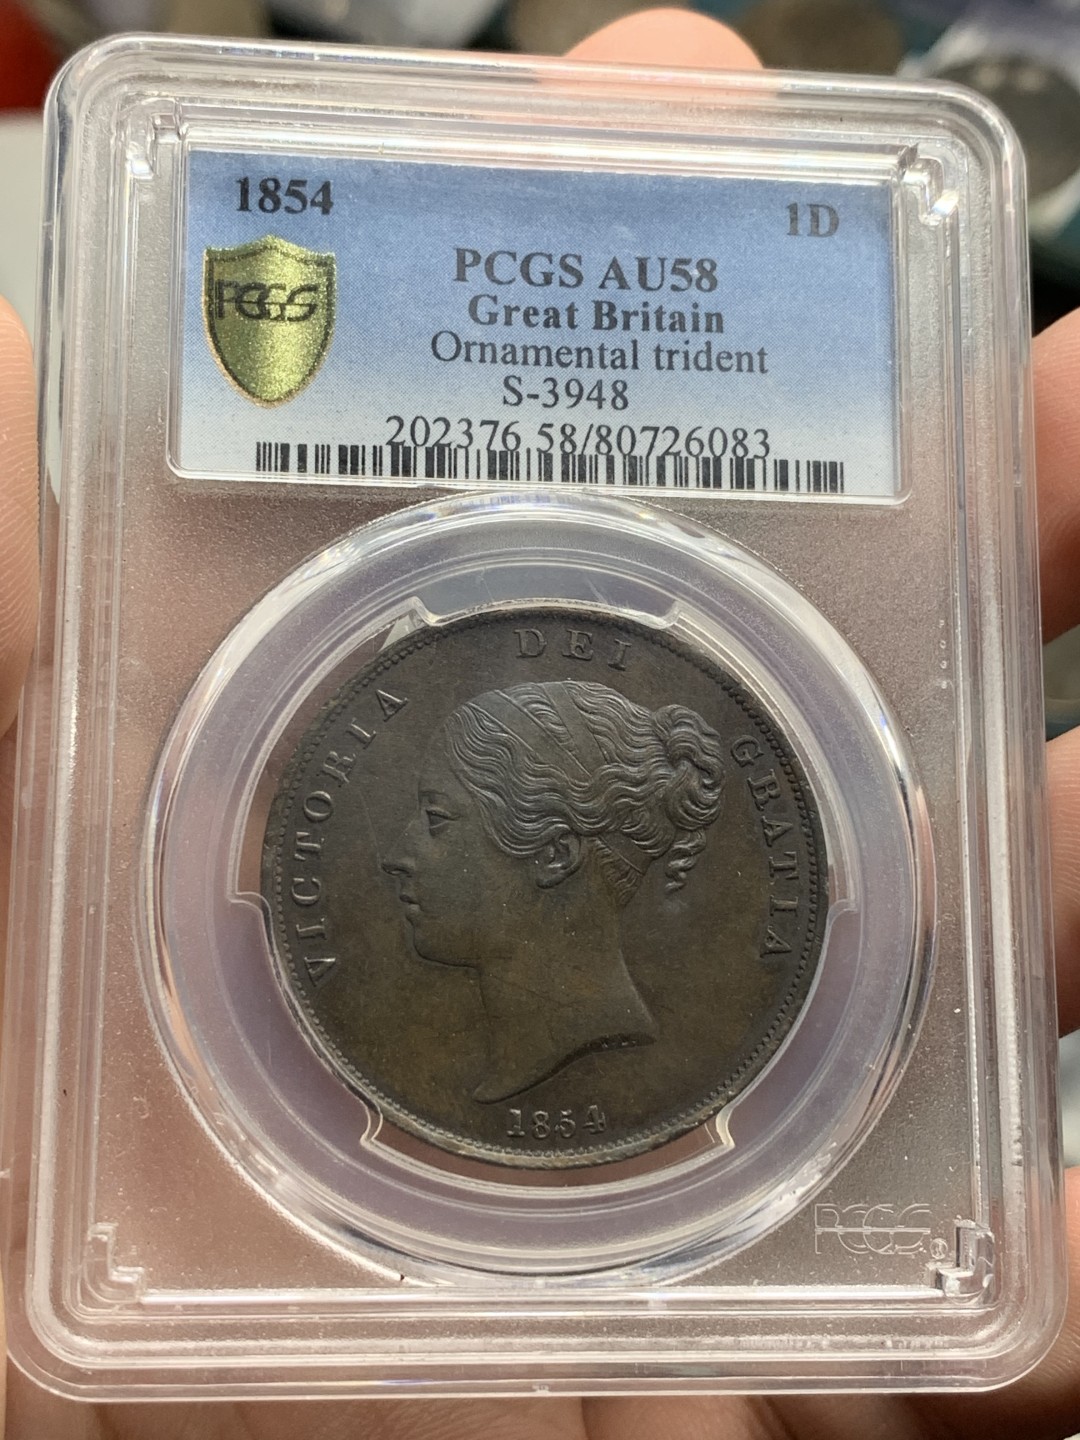 1854
1D
PCGS
PCGS AU58
Great Britain
Ornamental trident
S-3948
202376.58/80726083
VICTORIA DEI GRATIA
1854
PCGS